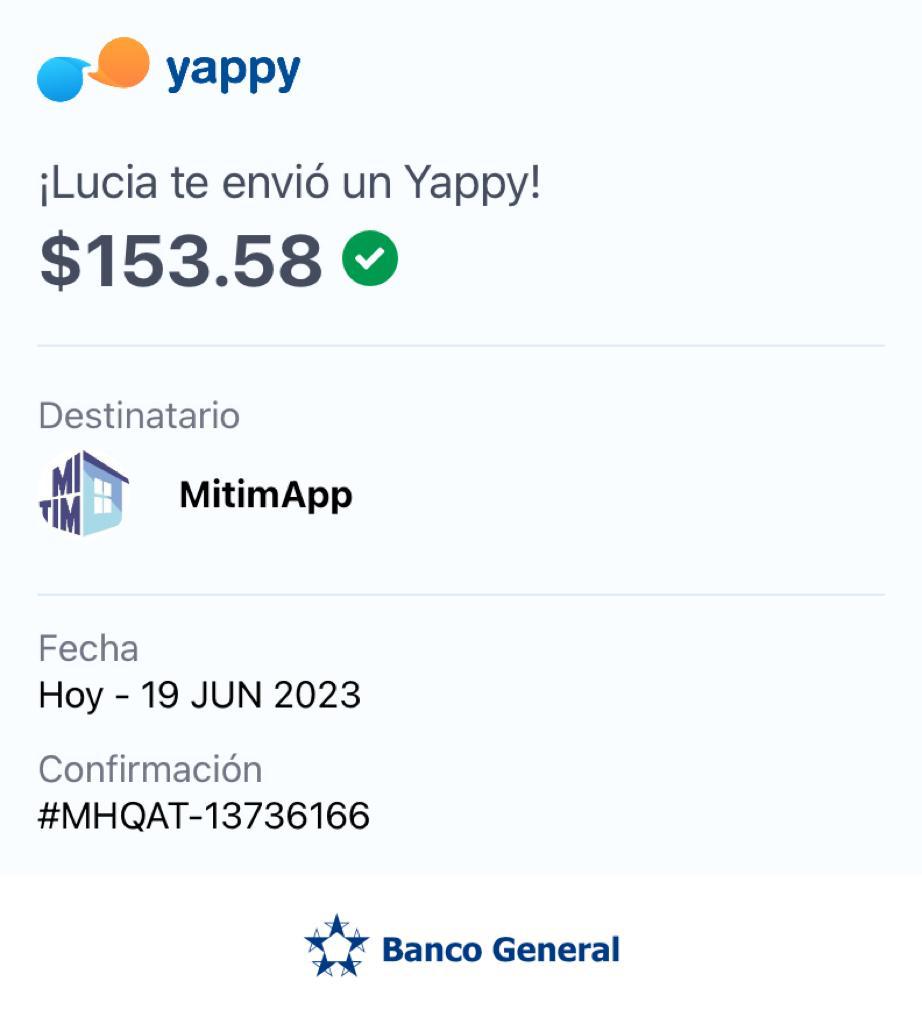 yappy
¡Lucia te envió un Yappy!
$153.58
Destinatario
MI
TIM
MitimApp
Fecha
Hoy - 19 JUN 2023
Confirmación
#MHQAT-13736166
Banco General